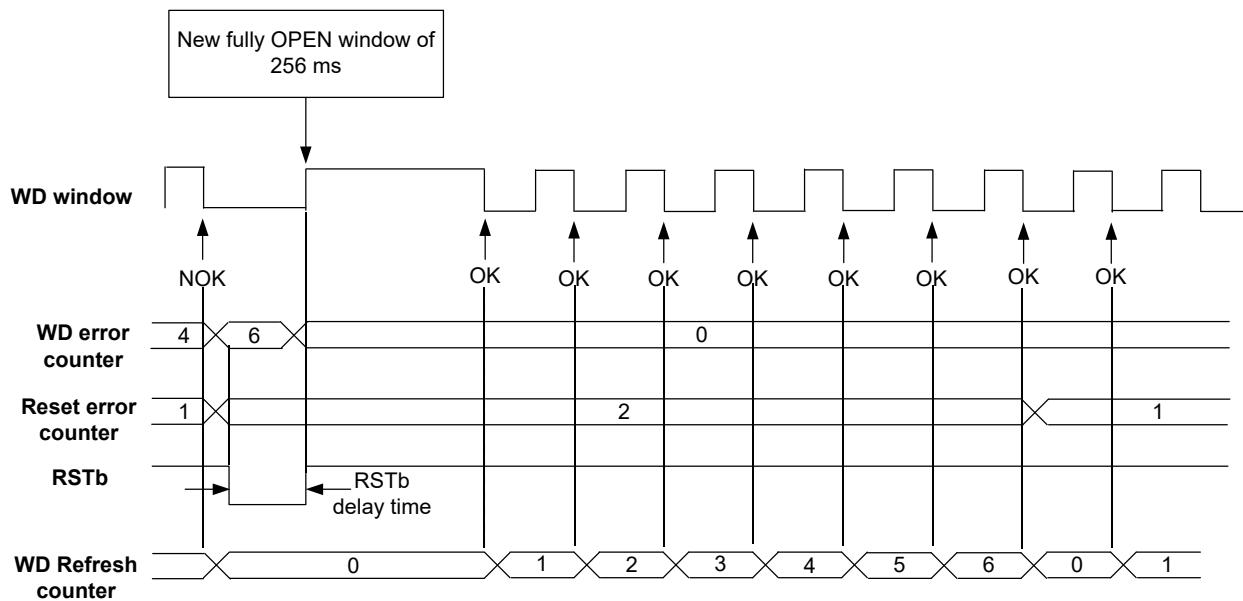 New fully OPEN window of
256 ms
WD window
NOK OK OK OK OK OK OK OK OK
WD error
counter
4 6 0
Reset error
counter
1 2 1
RSTb
RSTb
delay time
WD Refresh
counter
0 1 2 3 4 5 6 0 1